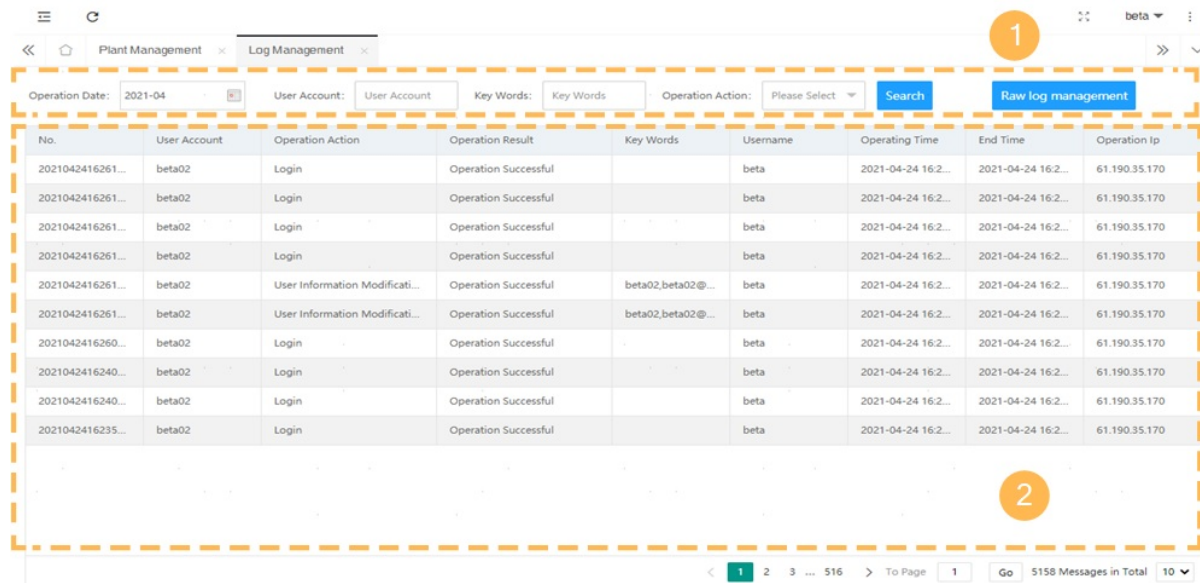 beta
1
Plant Management × Log Management ×
Operation Date: 2021-04 User Account: User Account Key Words: Key Words Operation Action: Please Select Search Raw log management
No. User Account Operation Action Operation Result Key Words Username Operating Time End Time Operation Ip
2021042416261... beta02 Login Operation Successful beta 2021-04-24 16:2... 2021-04-24 16:2... 61.190.35.170
2021042416261... beta02 Login Operation Successful beta 2021-04-24 16:2... 2021-04-24 16:2... 61.190.35.170
2021042416261... beta02 Login Operation Successful beta 2021-04-24 16:2... 2021-04-24 16:2... 61.190.35.170
2021042416261... beta02 Login Operation Successful beta 2021-04-24 16:2... 2021-04-24 16:2... 61.190.35.170
2021042416261... beta02 User Information Modificati... Operation Successful beta02,beta02@... beta 2021-04-24 16:2... 2021-04-24 16:2... 61.190.35.170
2021042416261... beta02 User Information Modificati... Operation Successful beta02,beta02@... beta 2021-04-24 16:2... 2021-04-24 16:2... 61.190.35.170
2021042416260... beta02 Login Operation Successful beta 2021-04-24 16:2... 2021-04-24 16:2... 61.190.35.170
2021042416240... beta02 Login Operation Successful beta 2021-04-24 16:2... 2021-04-24 16:2... 61.190.35.170
2021042416240... beta02 Login Operation Successful beta 2021-04-24 16:2... 2021-04-24 16:2... 61.190.35.170
2021042416235... beta02 Login Operation Successful beta 2021-04-24 16:2... 2021-04-24 16:2... 61.190.35.170
2
< 1 2 3 ... 516 > To Page 1 Go 5158 Messages in Total 10